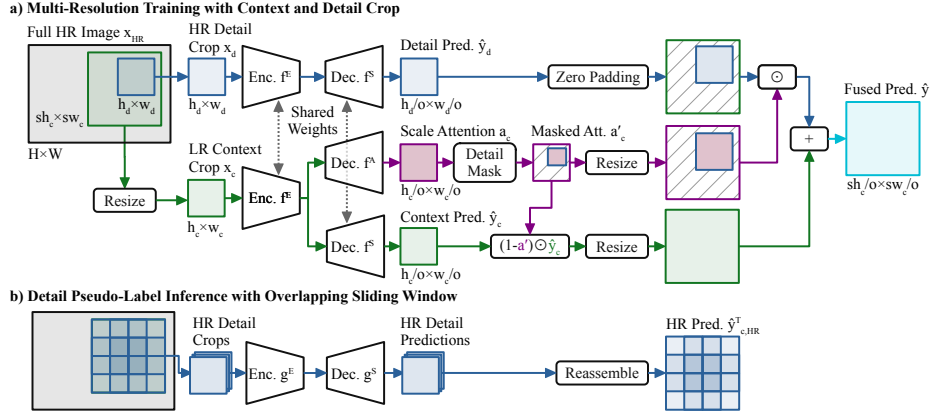 a) Multi-Resolution Training with Context and Detail Crop
Full HR Image x_HR
HR Detail
Crop x_d
Detail Pred. ŷ_d
Enc. f^E
Dec. f^S
Zero Padding
⊙
Fused Pred. ŷ
h_d×w_d
h_d×w_d
h_d/o×w_d/o
sh_c×sw_c
H×W
Shared
Weights
LR Context
Crop x_c
Scale Attention a_c
Masked Att. a′_c
Dec. f^A
Detail
Mask
Resize
+
h_c/o×w_c/o
sh_c/o×sw_c/o
Resize
Enc. f^E
h_c×w_c
Context Pred. ŷ_c
Dec. f^S
(1-a′)⊙ŷ_c
Resize
h_c/o×w_c/o
b) Detail Pseudo-Label Inference with Overlapping Sliding Window
HR Detail
Crops
HR Detail
Predictions
HR Pred. ŷ^T_c,HR
Enc. g^E
Dec. g^S
Reassemble